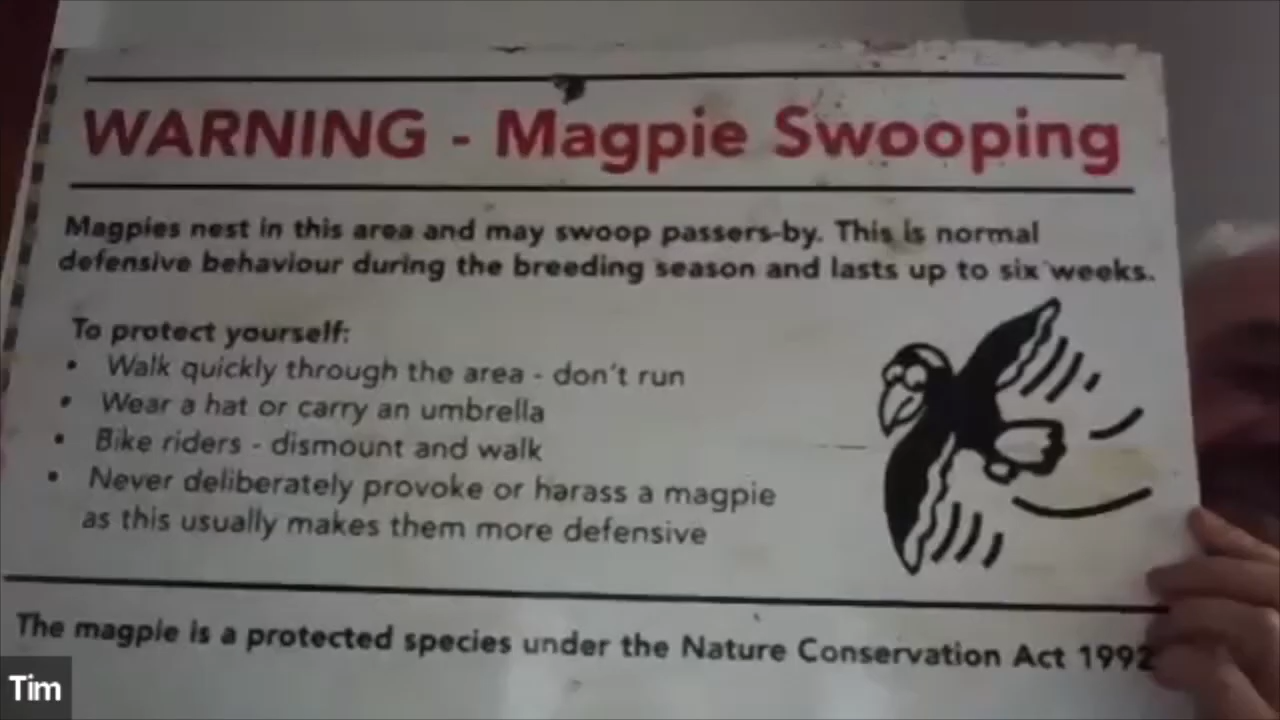 WARNING - Magpie Swooping
Magpies nest in this area and may swoop passers-by. This is normal
defensive behaviour during the breeding season and lasts up to six weeks.
To protect yourself:
• Walk quickly through the area - don't run
• Wear a hat or carry an umbrella
• Bike riders - dismount and walk
• Never deliberately provoke or harass a magpie
as this usually makes them more defensive
The magpie is a protected species under the Nature Conservation Act 1992
Tim